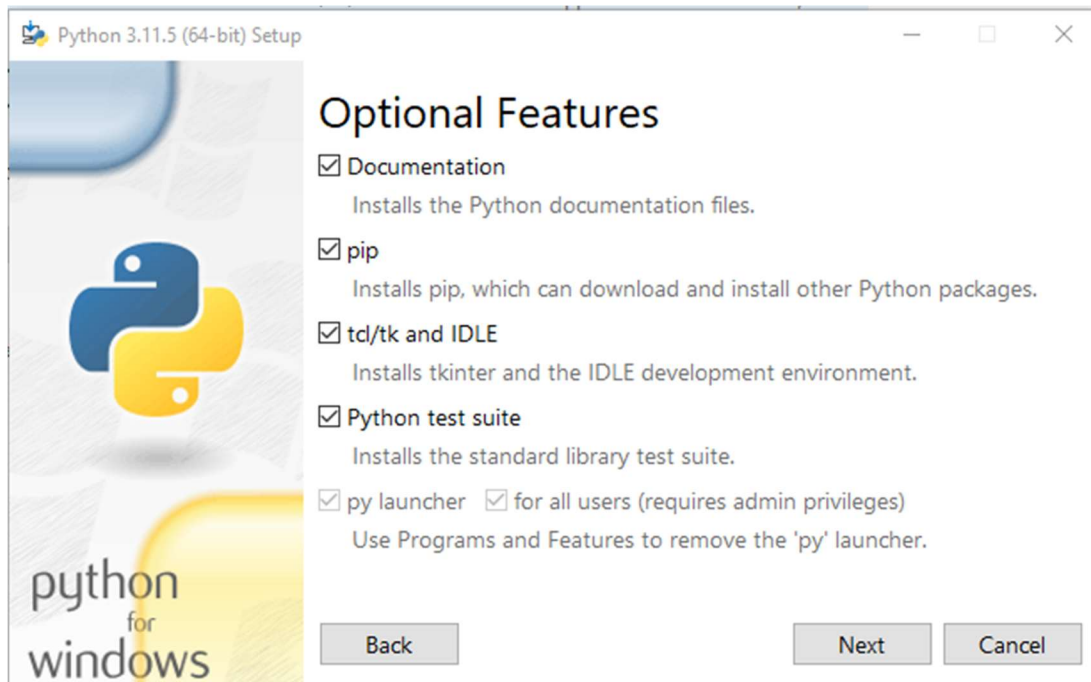 Python 3.11.5 (64-bit) Setup
Optional Features
Documentation
Installs the Python documentation files.
pip
Installs pip, which can download and install other Python packages.
tcl/tk and IDLE
Installs tkinter and the IDLE development environment.
Python test suite
Installs the standard library test suite.
py launcher for all users (requires admin privileges)
Use Programs and Features to remove the 'py' launcher.
python
for
windows
Back Next Cancel